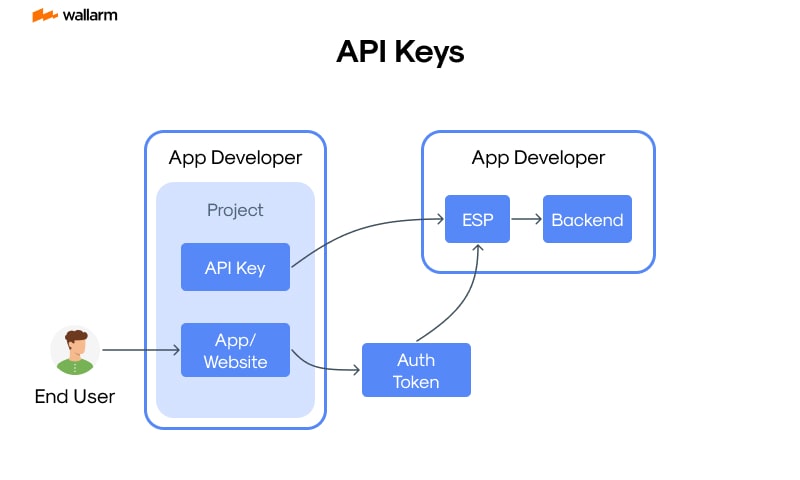 wallarm
API Keys
App Developer
Project
API Key
App/
Website
End User
App Developer
ESP
Backend
Auth
Token